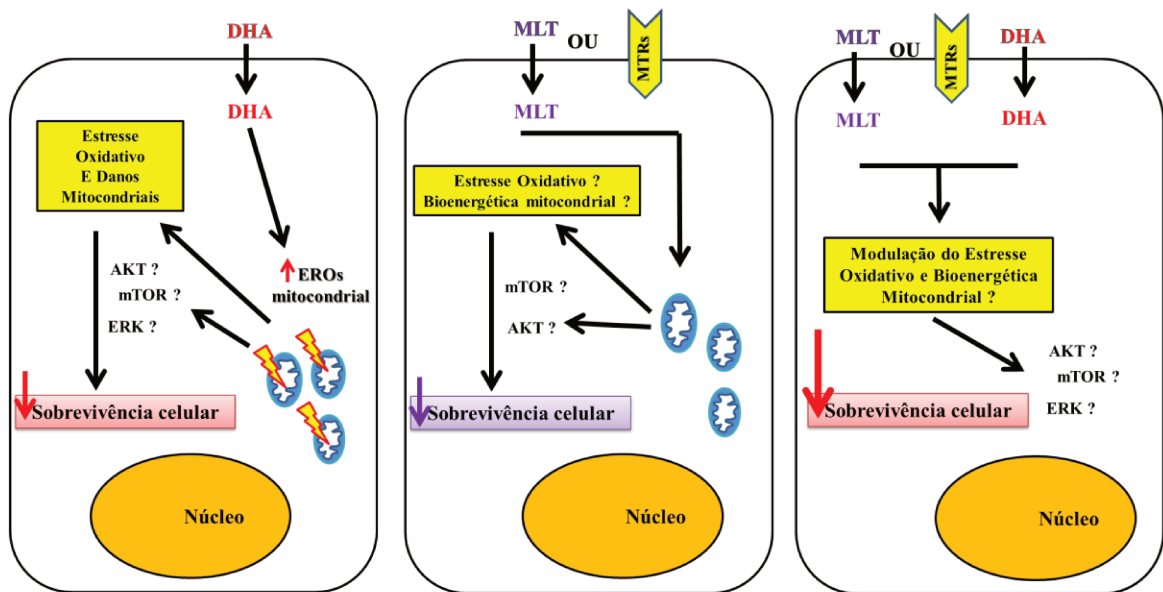 DHA
DHA
Estresse
Oxidativo
E Danos
Mitocondriais
AKT ?
mTOR ?
ERK ?
EROs
mitocondrial
Sobrevivência celular
Núcleo
MLT OU
MTRs
MLT
Estresse Oxidativo ?
Bioenergética mitocondrial ?
mTOR ?
AKT ?
Sobrevivência celular
Núcleo
MLT OU
MTRs
DHA
MLT
DHA
Modulação do Estresse
Oxidativo e Bioenergética
Mitocondrial ?
AKT ?
mTOR ?
ERK ?
Sobrevivência celular
Núcleo